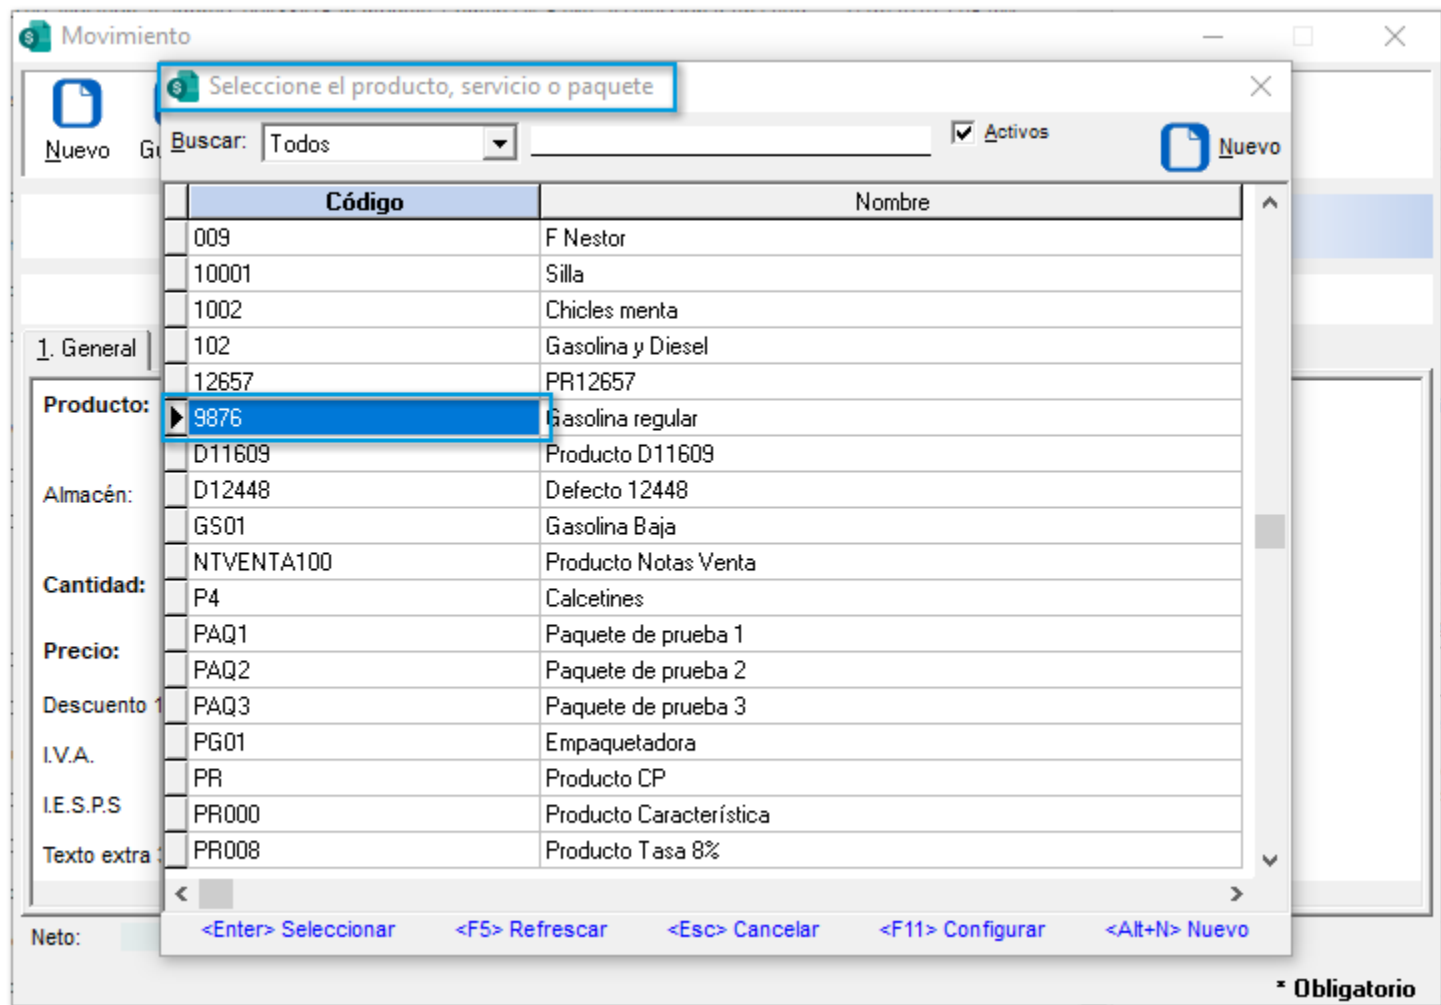 Movimiento
Seleccione el producto, servicio o paquete
Nuevo
Buscar: Todos
Activos
Nuevo
Código Nombre
009 F Nestor
10001 Silla
1002 Chicles menta
102 Gasolina y Diesel
12657 PR12657
9876 Gasolina regular
D11609 Producto D11609
D12448 Defecto 12448
GS01 Gasolina Baja
NTVENTA100 Producto Notas Venta
P4 Calcetines
PAQ1 Paquete de prueba 1
PAQ2 Paquete de prueba 2
PAQ3 Paquete de prueba 3
PG01 Empaquetadora
PR Producto CP
PR000 Producto Característica
PR008 Producto Tasa 8%
<Enter> Seleccionar <F5> Refrescar <Esc> Cancelar <F11> Configurar <Alt+N> Nuevo
1. General
Producto:
Almacén:
Cantidad:
Precio:
Descuento 1
I.V.A.
I.E.S.P.S
Texto extra
Neto:
* Obligatorio